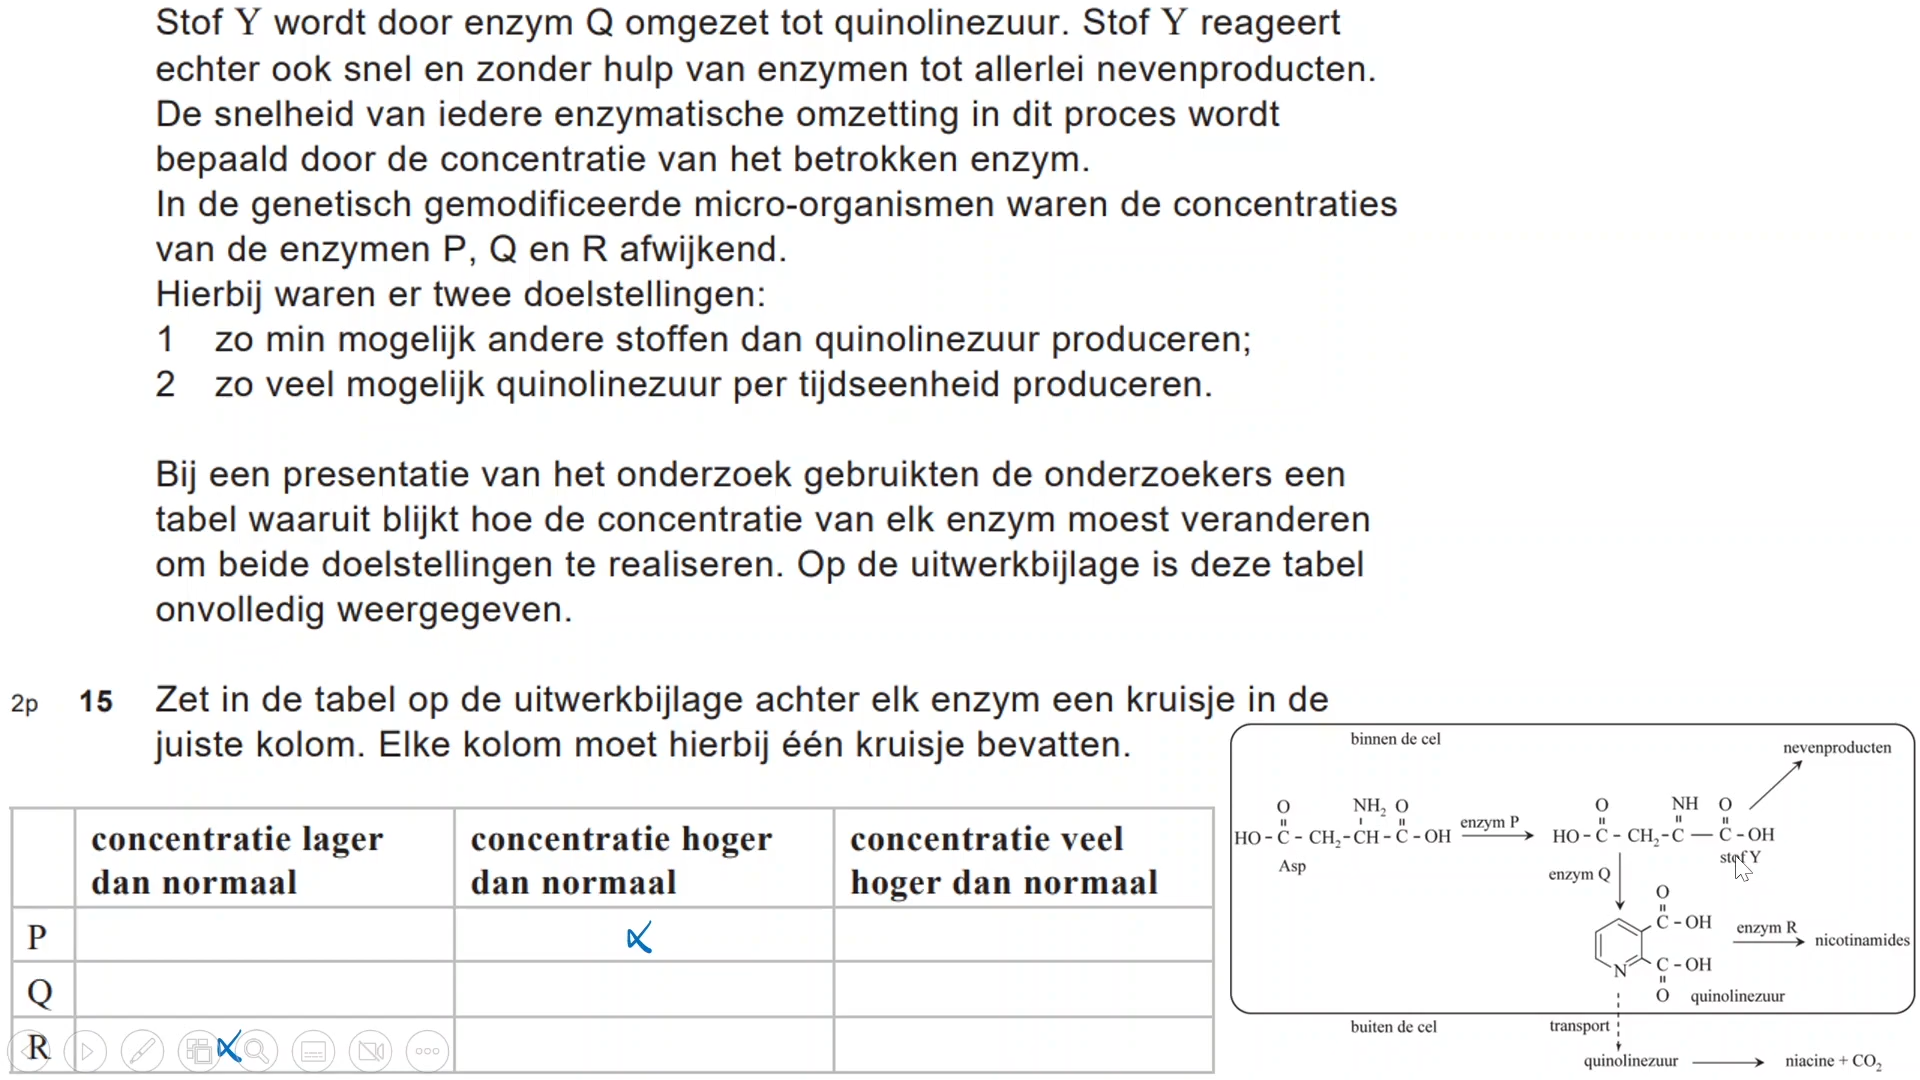 Stof Y wordt door enzym Q omgezet tot quinolinezuur. Stof Y reageert
echter ook snel en zonder hulp van enzymen tot allerlei nevenproducten.
De snelheid van iedere enzymatische omzetting in dit proces wordt
bepaald door de concentratie van het betrokken enzym.
In de genetisch gemodificeerde micro-organismen waren de concentraties
van de enzymen P, Q en R afwijkend.
Hierbij waren er twee doelstellingen:
1 zo min mogelijk andere stoffen dan quinolinezuur produceren;
2 zo veel mogelijk quinolinezuur per tijdseenheid produceren.
Bij een presentatie van het onderzoek gebruikten de onderzoekers een
tabel waaruit blijkt hoe de concentratie van elk enzym moest veranderen
om beide doelstellingen te realiseren. Op de uitwerkbijlage is deze tabel
onvolledig weergegeven.
2p 15 Zet in de tabel op de uitwerkbijlage achter elk enzym een kruisje in de
juiste kolom. Elke kolom moet hierbij één kruisje bevatten.
concentratie lager
dan normaal
concentratie hoger
dan normaal
concentratie veel
hoger dan normaal
P x
Q
R x
binnen de cel
nevenproducten
O NH₂ O
HO-C-CH₂-CH-C-OH
Asp
enzym P
O NH O
HO-C-CH₂-C-C-OH
stof Y
enzym Q
O
C-OH
N
C-OH
O
quinolinezuur
enzym R
nicotinamides
buiten de cel
transport
quinolinezuur
niacine + CO₂